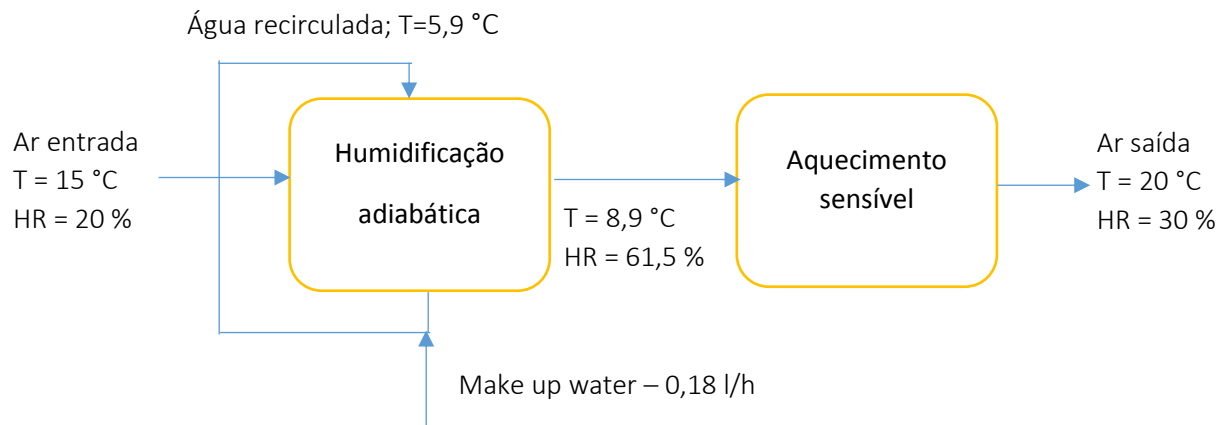 Água recirculada; T=5,9 °C
Ar entrada
T = 15 °C
HR = 20 %
Humidificação
adiabática
T = 8,9 °C
HR = 61,5 %
Aquecimento
sensível
Ar saída
T = 20 °C
HR = 30 %
Make up water – 0,18 l/h